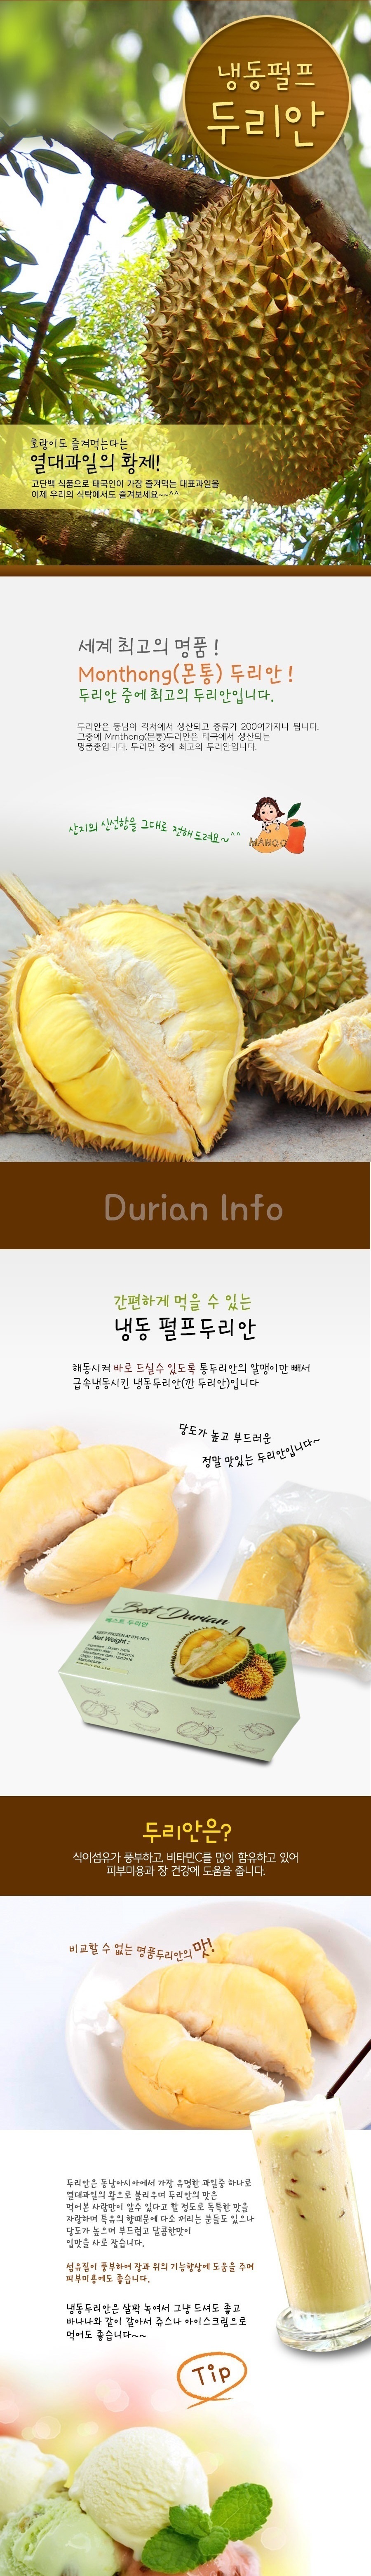 냉동펄프
두리안
호랑이도 즐겨먹는다는
열대과일의 황제!
고단백 식품으로 태국인이 가장 즐겨먹는 대표과일을
이제 우리의 식탁에서도 즐겨보세요~~^^
세계 최고의 명품 !
Monthong(몬통) 두리안 !
두리안 중에 최고의 두리안입니다.
두리안은 동남아 각처에서 생산되고 종류가 200여가지나 됩니다.
그중에 Mrnthong(몬통)두리안은 태국에서 생산되는
명품종입니다. 두리안 중에 최고의 두리안입니다.
산지의 신선함을 그대로 전해드려요~^^
MANGO
Durian Info
간편하게 먹을 수 있는
냉동 펄프두리안
해동시켜 바로 드실수 있도록 통두리안의 알맹이만 빼서
급속냉동시킨 냉동두리안(깐 두리안)입니다
당도가 높고 부드러운
정말 맛있는 두리안입니다~
Best Durian
베스트 두리안
Net Weight :
두리안은?
식이섬유가 풍부하고, 비타민C를 많이 함유하고 있어
피부미용과 장 건강에 도움을 줍니다.
비교할 수 없는 명품두리안의 맛!
두리안은 동남아시아에서 가장 유명한 과일중 하나로
열대과일의 왕으로 불리우며 두리안의 맛은
먹어본 사람만이 알수 있다고 할 정도로 독특한 맛을
자랑하며 특유의 향때문에 다소 꺼리는 분들도 있으나
당도가 높으며 부드럽고 달콤한맛이
입맛을 사로 잡습니다.
섬유질이 풍부하여 장과 위의 기능향상에 도움을 주며
피부미용에도 좋습니다.
냉동두리안은 살짝 녹여서 그냥 드셔도 좋고
바나나와 같이 갈아서 쥬스나 아이스크림으로
먹어도 좋습니다~~
Tip